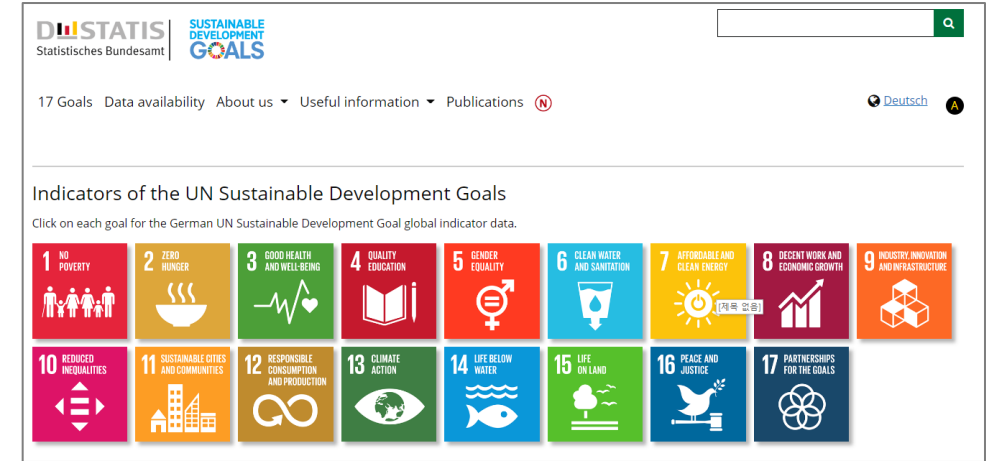 DESTATIS
Statistisches Bundesamt
SUSTAINABLE
DEVELOPMENT
GOALS
17 Goals Data availability About us Useful information Publications N
Deutsch A
Indicators of the UN Sustainable Development Goals
Click on each goal for the German UN Sustainable Development Goal global indicator data.
1 NO
POVERTY
2 ZERO
HUNGER
3 GOOD HEALTH
AND WELL-BEING
4 QUALITY
EDUCATION
5 GENDER
EQUALITY
6 CLEAN WATER
AND SANITATION
7 AFFORDABLE AND
CLEAN ENERGY
[제목 없음]
8 DECENT WORK AND
ECONOMIC GROWTH
9 INDUSTRY, INNOVATION
AND INFRASTRUCTURE
10 REDUCED
INEQUALITIES
11 SUSTAINABLE CITIES
AND COMMUNITIES
12 RESPONSIBLE
CONSUMPTION
AND PRODUCTION
13 CLIMATE
ACTION
14 LIFE BELOW
WATER
15 LIFE
ON LAND
16 PEACE AND
JUSTICE
17 PARTNERSHIPS
FOR THE GOALS